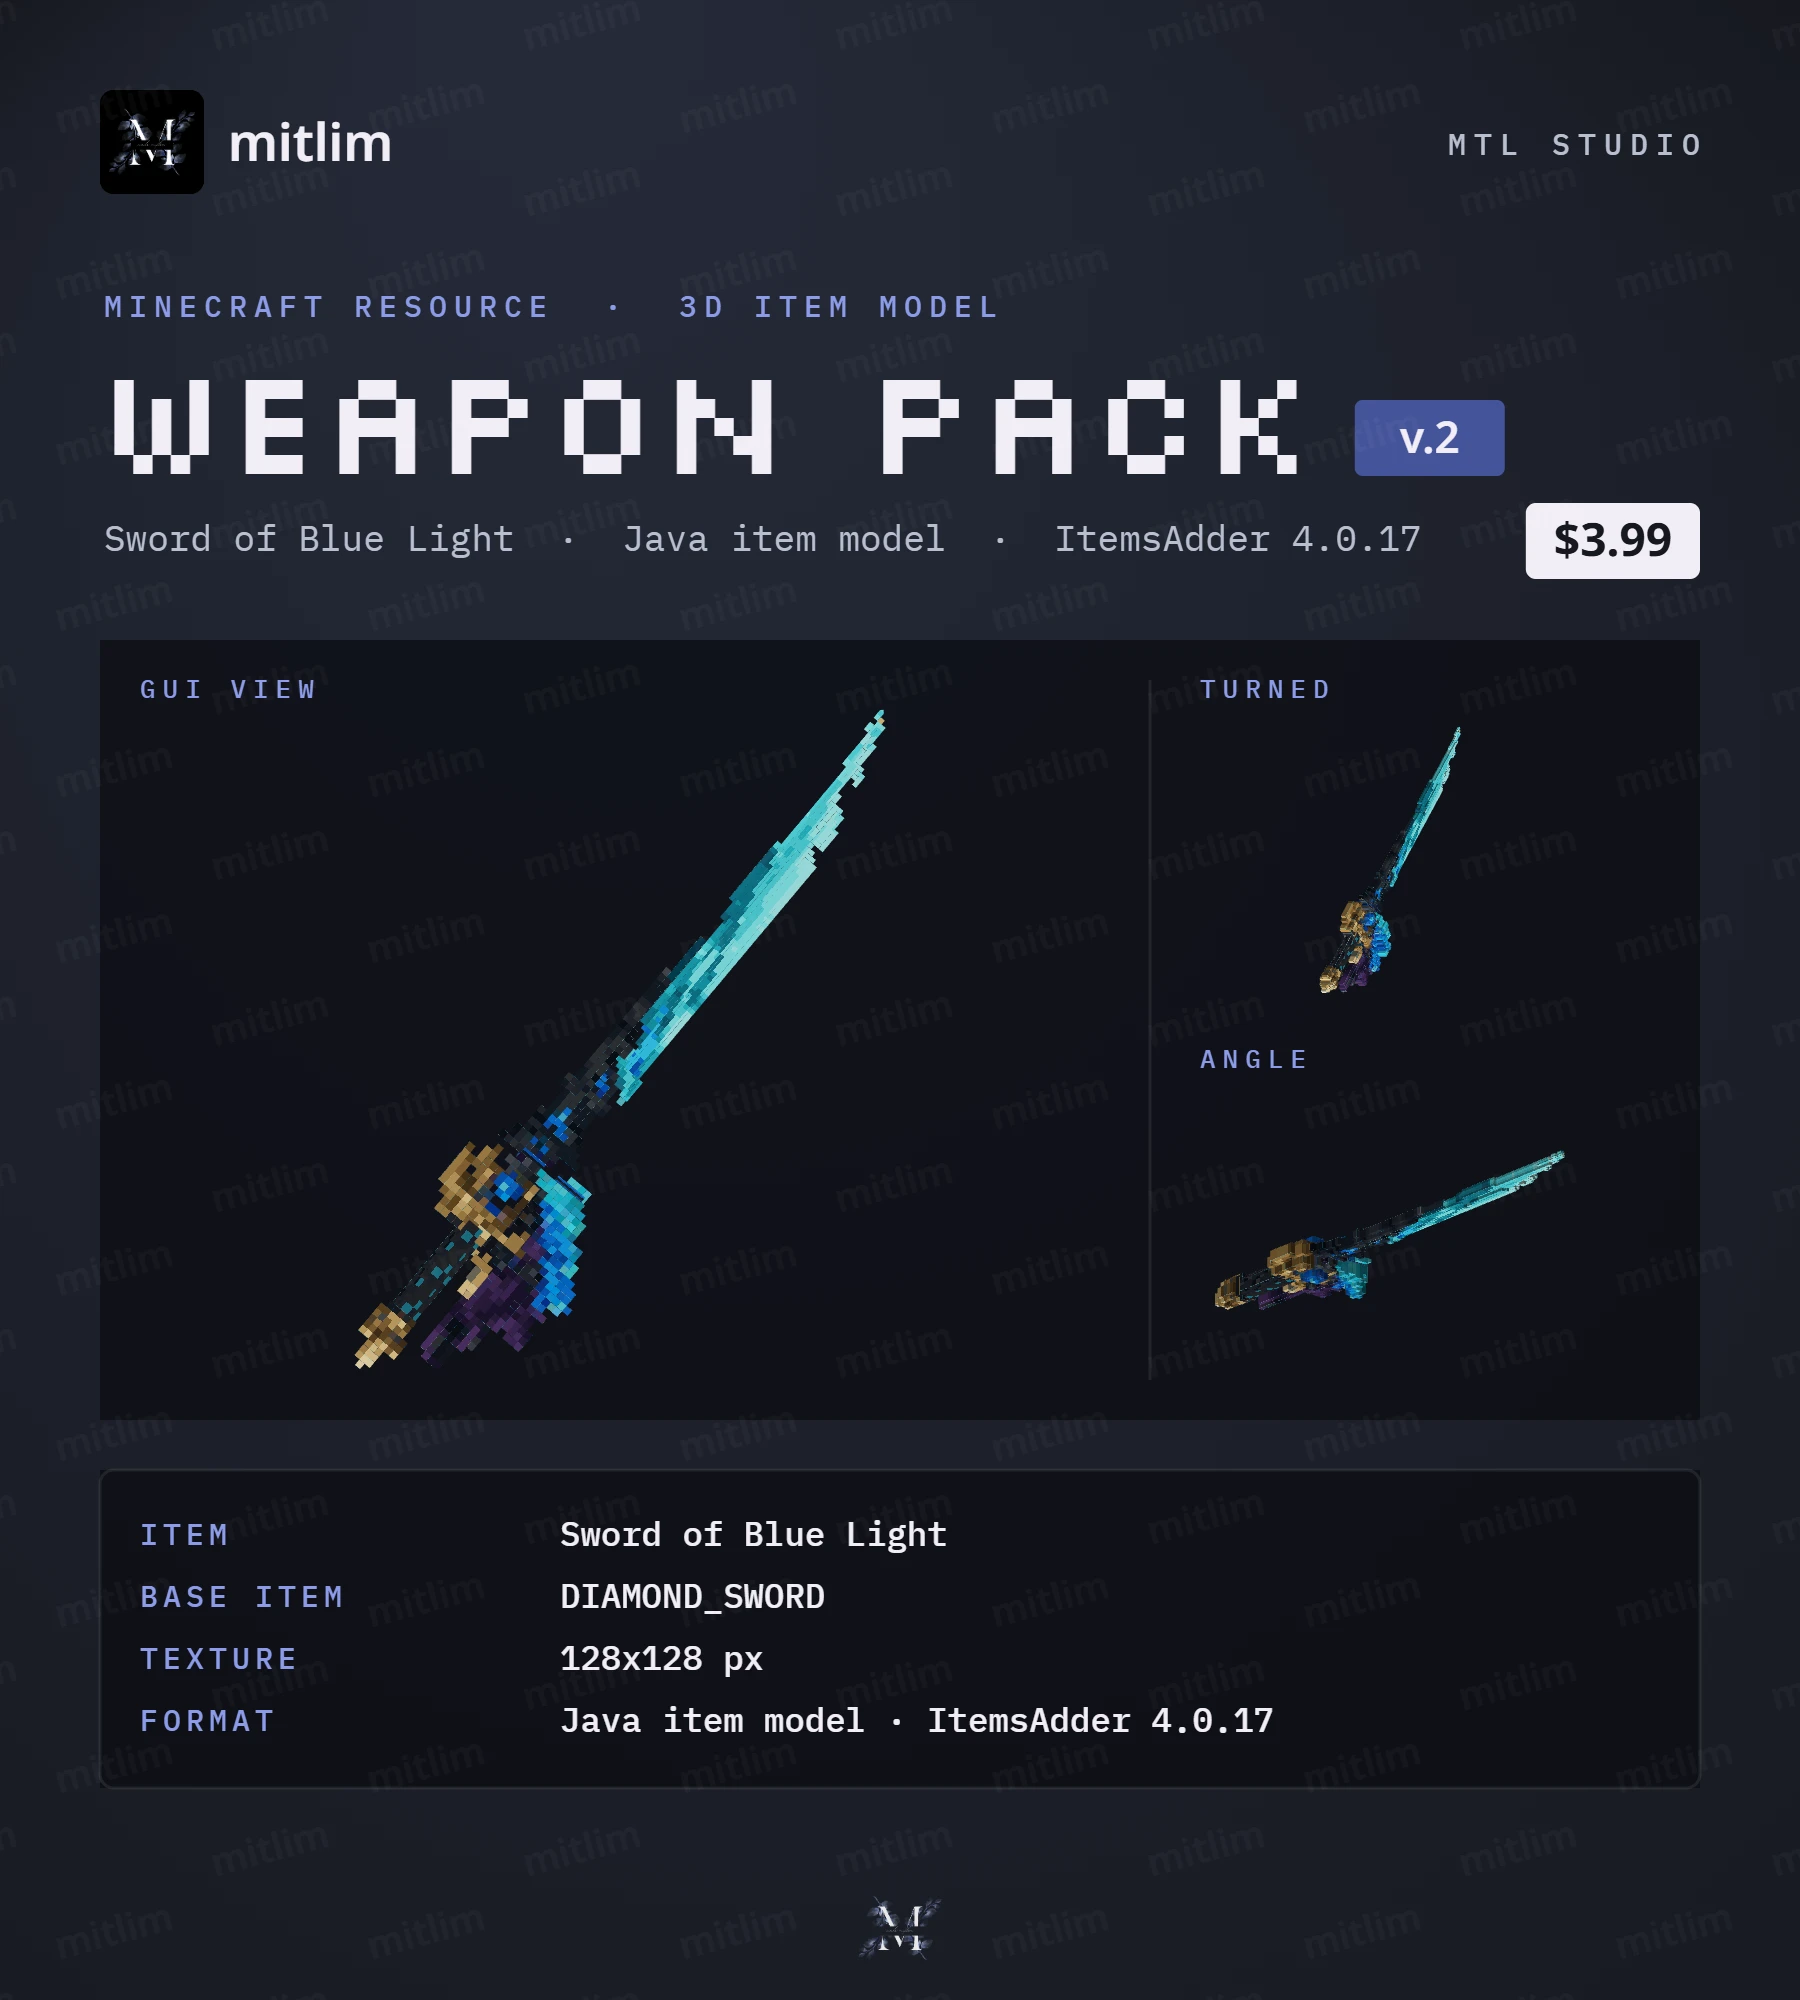 mitlim
MTL STUDIO
MINECRAFT RESOURCE · 3D ITEM MODEL
WEAPON PACK v.2
Sword of Blue Light · Java item model · ItemsAdder 4.0.17 $3.99
GUI VIEW
TURNED
ANGLE
ITEM Sword of Blue Light
BASE ITEM DIAMOND_SWORD
TEXTURE 128x128 px
FORMAT Java item model · ItemsAdder 4.0.17